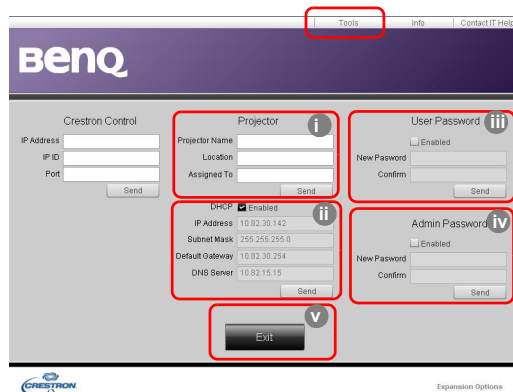 Tools Info Contact IT Help
BenQ
Crestron Control
IP Address
IP ID
Port
Send
Projector
i
Projector Name
Location
Assigned To
Send
ii
DHCP Enabled
IP Address 10.82.30.142
Subnet Mask 255.255.255.0
Default Gateway 10.82.30.254
DNS Server 10.82.15.15
Send
User Password
iii
Enabled
New Pasword
Confirm
Send
Admin Password
iv
Enabled
New Pasword
Confirm
Send
v
Exit
CRESTRON
Expansion Options